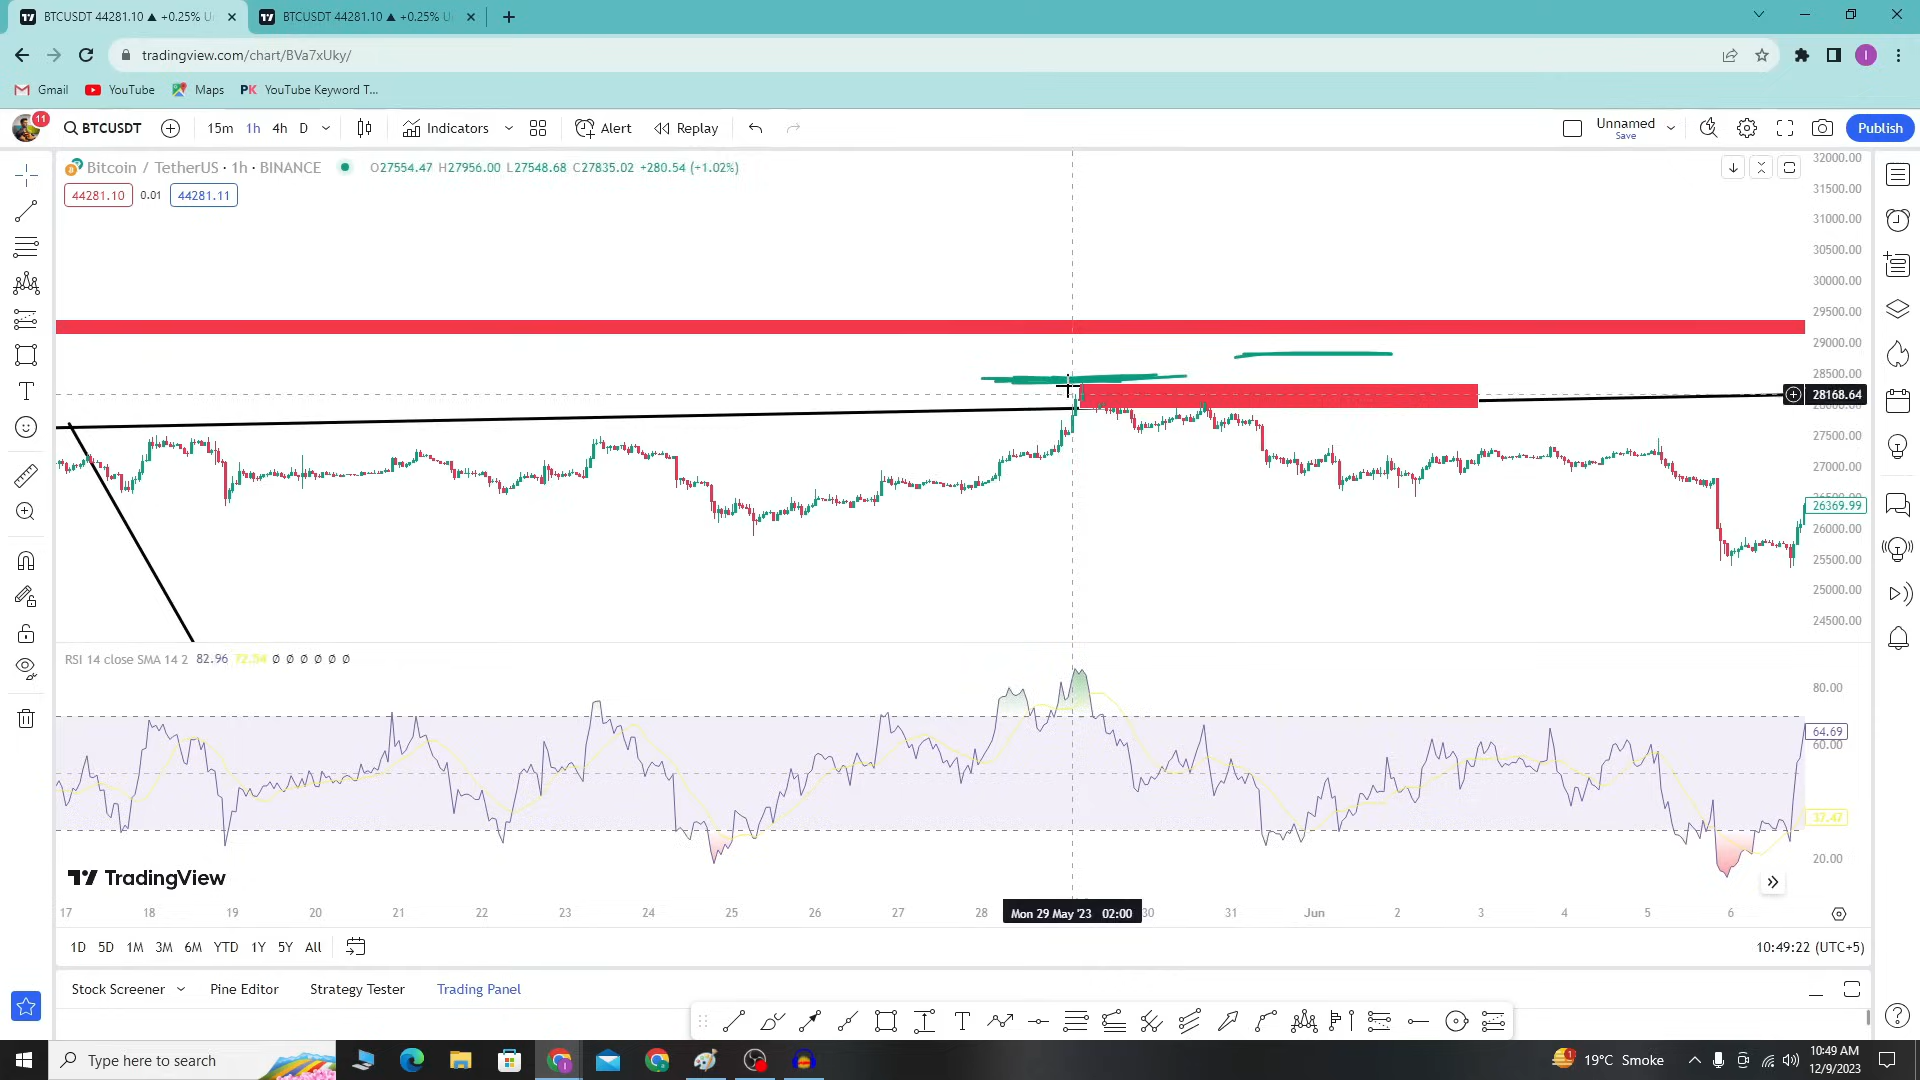 BTCUSDT 44281.10 ▲ +0.25% U
BTCUSDT 44281.10 ▲ +0.25% U
tradingview.com/chart/BVa7xUky/
Gmail
YouTube
Maps
PK YouTube Keyword T...
11
BTCUSDT
15m 1h 4h D
Indicators
Alert
Replay
Unnamed
Save
Publish
Bitcoin / TetherUS · 1h · BINANCE
O27554.47 H27956.00 L27548.68 C27835.02 +280.54 (+1.02%)
44281.10 0.01 44281.11
32000.00
31500.00
31000.00
30500.00
30000.00
29500.00
29000.00
28500.00
28168.64
27500.00
27000.00
26369.99
26000.00
25500.00
25000.00
24500.00
RSI 14 close SMA 14 2 82.96 72.54 Ø Ø Ø Ø Ø Ø
80.00
64.69
60.00
37.47
20.00
TradingView
17 18 19 20 21 22 23 24 25 26 27 28 Mon 29 May '23 02:00 30 31 Jun 2 3 4 5 6
1D 5D 1M 3M 6M YTD 1Y 5Y All
10:49:22 (UTC+5)
Stock Screener Pine Editor Strategy Tester Trading Panel
Type here to search
19°C Smoke
10:49 AM
12/9/2023